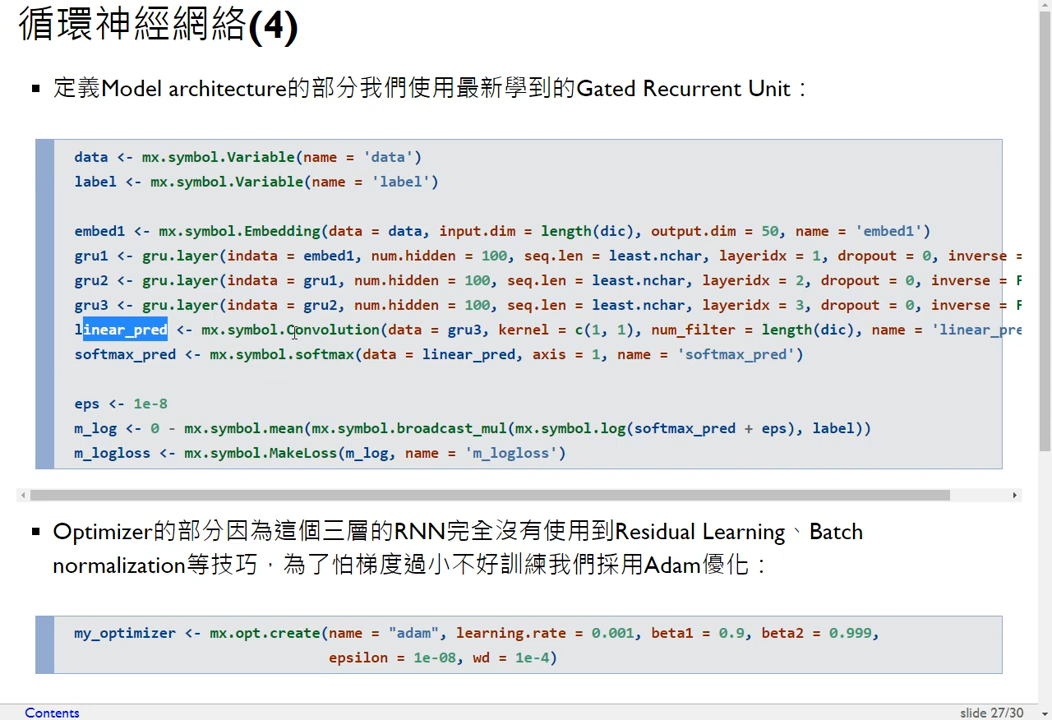 循環神經網絡(4)
定義Model architecture的部分我們使用最新學到的Gated Recurrent Unit：
data <- mx.symbol.Variable(name = 'data')
label <- mx.symbol.Variable(name = 'label')
embed1 <- mx.symbol.Embedding(data = data, input.dim = length(dic), output.dim = 50, name = 'embed1')
gru1 <- gru.layer(indata = embed1, num.hidden = 100, seq.len = least.nchar, layeridx = 1, dropout = 0, inverse =
gru2 <- gru.layer(indata = gru1, num.hidden = 100, seq.len = least.nchar, layeridx = 2, dropout = 0, inverse = F
gru3 <- gru.layer(indata = gru2, num.hidden = 100, seq.len = least.nchar, layeridx = 3, dropout = 0, inverse = F
linear_pred <- mx.symbol.Convolution(data = gru3, kernel = c(1, 1), num_filter = length(dic), name = 'linear_pre
softmax_pred <- mx.symbol.softmax(data = linear_pred, axis = 1, name = 'softmax_pred')
eps <- 1e-8
m_log <- 0 - mx.symbol.mean(mx.symbol.broadcast_mul(mx.symbol.log(softmax_pred + eps), label))
m_logloss <- mx.symbol.MakeLoss(m_log, name = 'm_logloss')
Optimizer的部分因為這個三層的RNN完全沒有使用到Residual Learning、Batch
normalization等技巧，為了怕梯度過小不好訓練我們採用Adam優化：
my_optimizer <- mx.opt.create(name = "adam", learning.rate = 0.001, beta1 = 0.9, beta2 = 0.999,
epsilon = 1e-08, wd = 1e-4)
Contents
slide 27/30